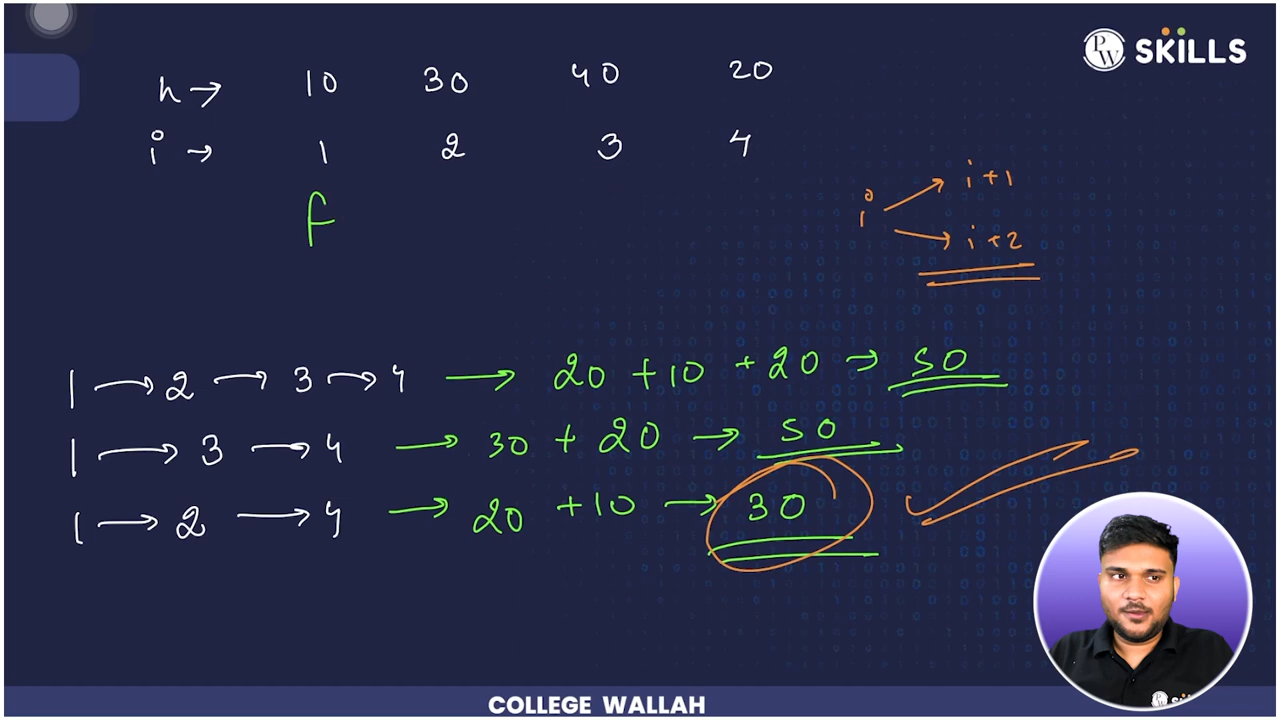 PW SKILLS
h → 10 30 40 20
i → 1 2 3 4
f
i → i+1
→ i+2
1 → 2 → 3 → 4 → 20 + 10 + 20 → 50
1 → 3 → 4 → 30 + 20 → 50
1 → 2 → 4 → 20 + 10 → 30
COLLEGE WALLAH